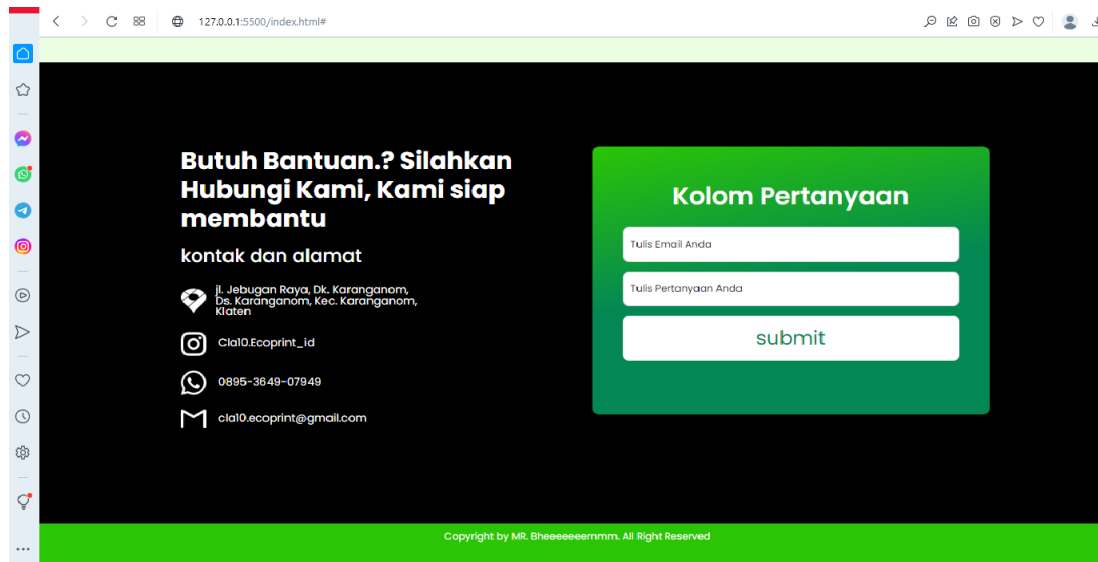 127.0.0.1:5500/index.html#
Butuh Bantuan.? Silahkan
Hubungi Kami, Kami siap
membantu
kontak dan alamat
jl. Jebugan Raya, Dk. Karanganom,
Ds. Karanganom, Kec. Karanganom,
Klaten
Cla10.Ecoprint_id
0895-3649-07949
cla10.ecoprint@gmail.com
Kolom Pertanyaan
Tulis Email Anda
Tulis Pertanyaan Anda
submit
Copyright by MR. Bheeeeeeemmm. All Right Reserved